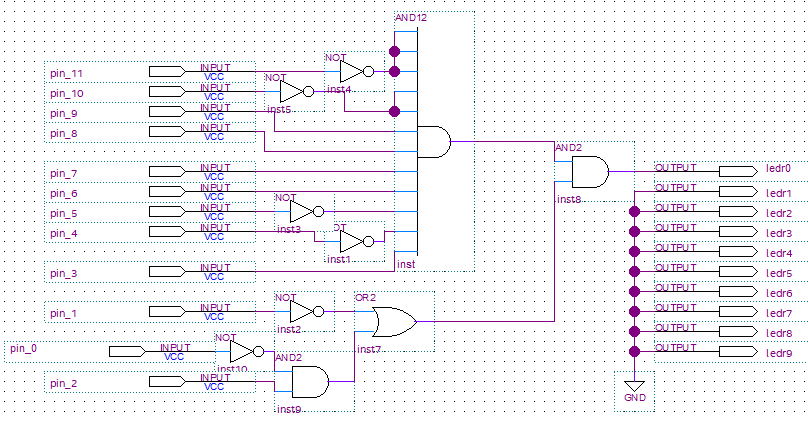 AND12
NOT
pin_11 INPUT VCC
NOT
inst4
pin_10 INPUT VCC
inst5
pin_9 INPUT VCC
pin_8 INPUT VCC
AND2
pin_7 INPUT VCC
OUTPUT ledr0
pin_6 INPUT VCC
OUTPUT ledr1
NOT
inst8
pin_5 INPUT VCC
OUTPUT ledr2
inst3
pin_4 INPUT VCC
OUTPUT ledr3
inst1
OUTPUT ledr4
inst
pin_3 INPUT VCC
OUTPUT ledr5
OUTPUT ledr6
NOT
OR2
pin_1 INPUT VCC
OUTPUT ledr7
inst2
NOT
OUTPUT ledr8
pin_0 INPUT VCC
inst7
OUTPUT ledr9
AND2
inst10
pin_2 INPUT VCC
GND
inst9